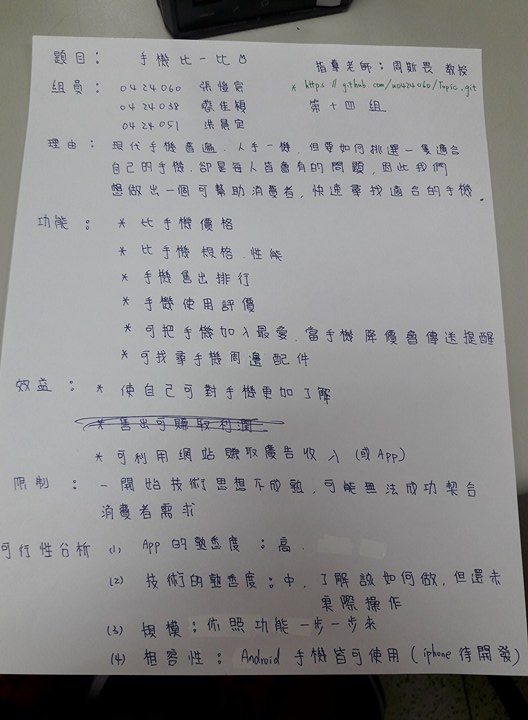 題目： 手機比一比
指導老師：周斯畏 教授
* https://github.com/u0424060/Topic.git
組員： 0424060 張憶甯
0424038 蔡佳穎
第十四組
0424051 洪晨定
理由： 現代手機普遍，人手一機，但要如何挑選一隻適合
自己的手機，卻是每人皆會有的問題，因此我們
想做出一個可幫助消費者，快速尋找適合的手機。
功能： * 比手機價格
* 比手機規格、性能
* 手機售出排行
* 手機使用評價
* 可把手機加入最愛，當手機降價會傳送提醒
* 可找尋手機周邊配件
效益： * 使自己可對手機更加了解
* 售出可賺取利潤
* 可利用網站賺取廣告收入 (或App)
限制： 一開始技術思想不成熟，可能無法成功契合
消費者需求
可行性分析 (1) App 的熟悉度：高．
(2) 技術的熟悉度：中，了解該如何做，但還未
實際操作
(3) 規模：依照功能一步一步來
(4) 相容性： Android 手機皆可使用 (iphone待開發)